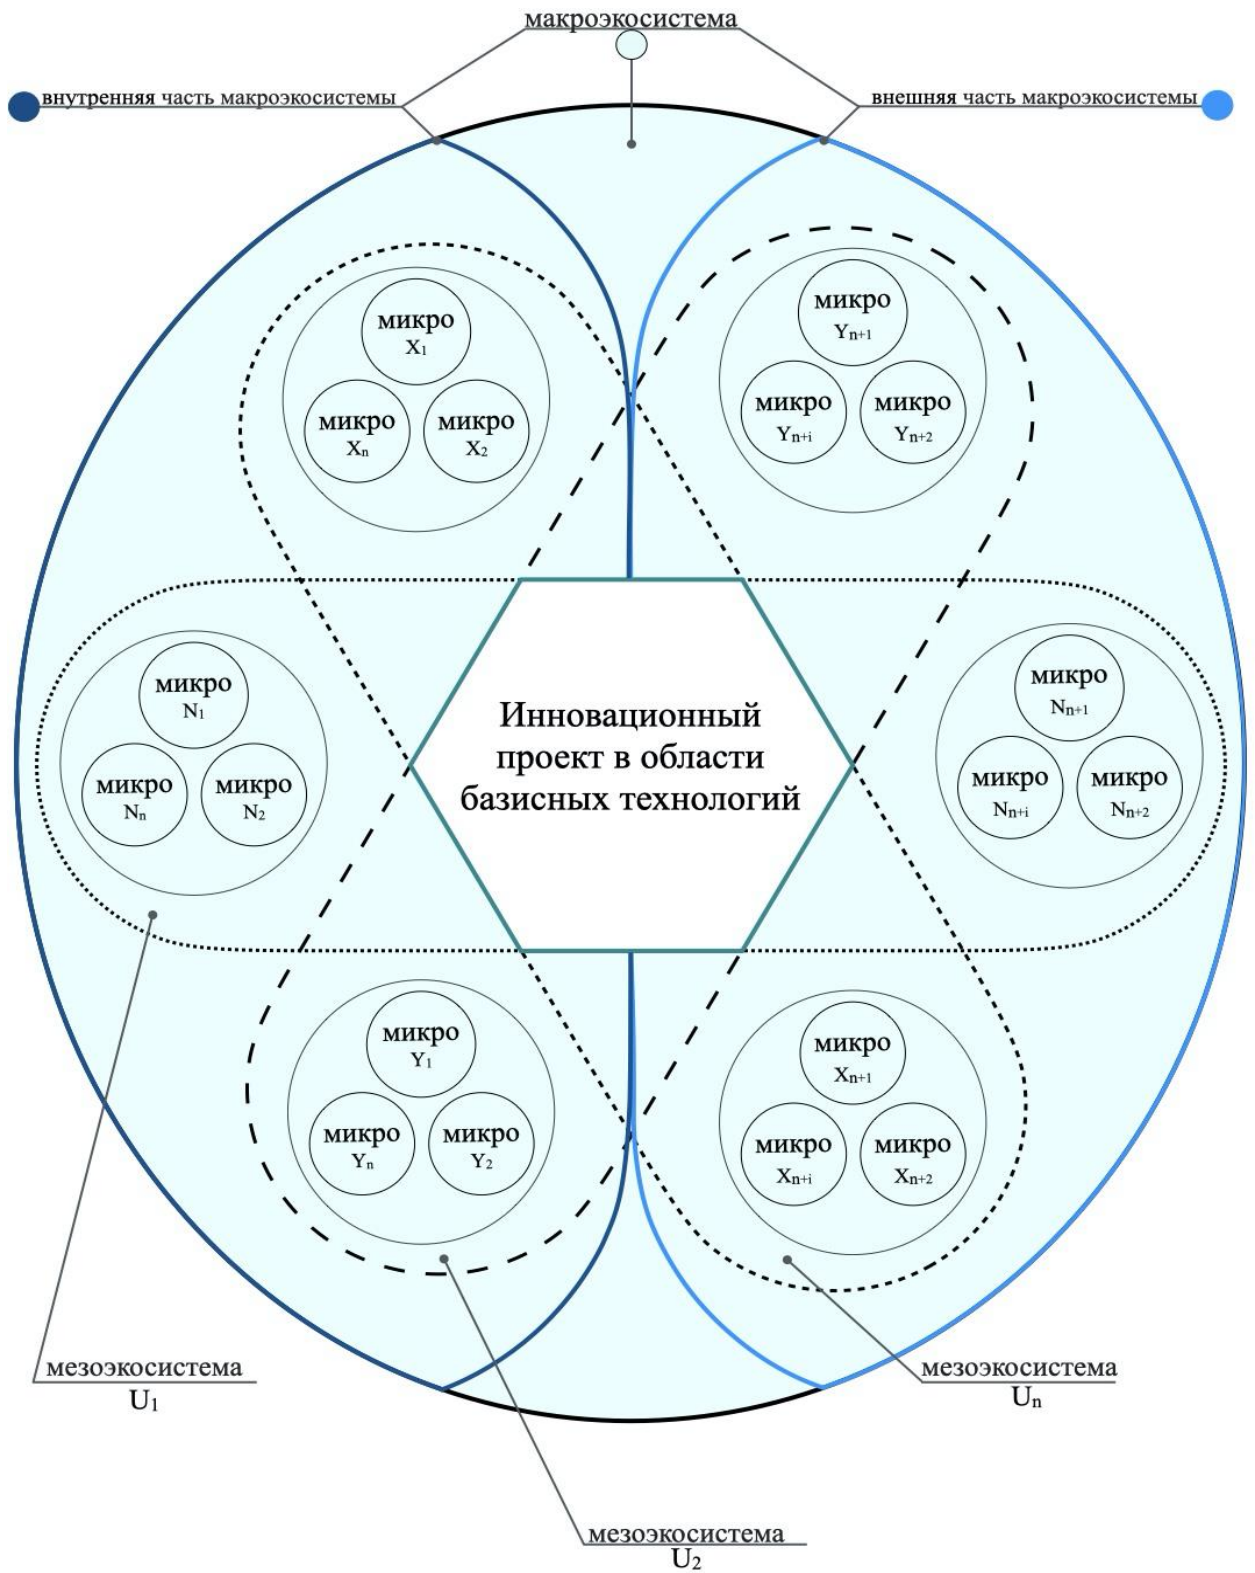 макроэкосистема
внутренняя часть макроэкосистемы
внешняя часть макроэкосистемы
микро
X₁
микро
Xₙ
микро
X₂
микро
Yₙ₊₁
микро
Yₙ₊ᵢ
микро
Yₙ₊₂
микро
N₁
микро
Nₙ
микро
N₂
Инновационный
проект в области
базисных технологий
микро
Nₙ₊₁
микро
Nₙ₊ᵢ
микро
Nₙ₊₂
микро
Y₁
микро
Yₙ
микро
Y₂
микро
Xₙ₊₁
микро
Xₙ₊ᵢ
микро
Xₙ₊₂
мезоэкосистема
U₁
мезоэкосистема
Uₙ
мезоэкосистема
U₂